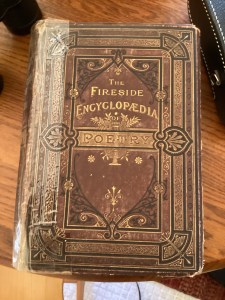 THE
FIRESIDE
ENCYCLOPÆDIA
OF
POETRY